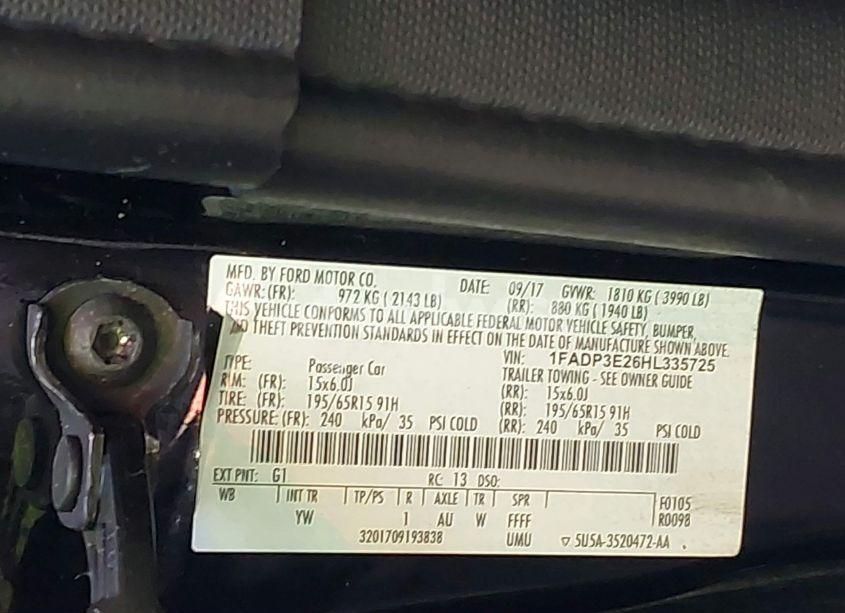 MFD. BY FORD MOTOR CO. DATE: 09/17 GVWR: 1810 KG ( 3990 LB)
GAWR: (FR): 972 KG ( 2143 LB) (RR): 880 KG ( 1940 LB)
THIS VEHICLE CONFORMS TO ALL APPLICABLE FEDERAL MOTOR VEHICLE SAFETY, BUMPER,
AND THEFT PREVENTION STANDARDS IN EFFECT ON THE DATE OF MANUFACTURE SHOWN ABOVE.
VIN: 1FADP3E26HL335725
TYPE: Passenger Car TRAILER TOWING - SEE OWNER GUIDE
RIM: (FR): 15x6.0J (RR): 15x6.0J
TIRE: (FR): 195/65R15 91H (RR): 195/65R15 91H
PRESSURE: (FR): 240 kPa/ 35 PSI COLD (RR): 240 kPa/ 35 PSI COLD
EXT PNT: G1 RC: 13 DSO:
WB INT TR TP/PS R AXLE TR SPR F0105
YW 1 AU W FFFF R0098
3201709193838 UMU ▽ 5U5A-3520472-AA